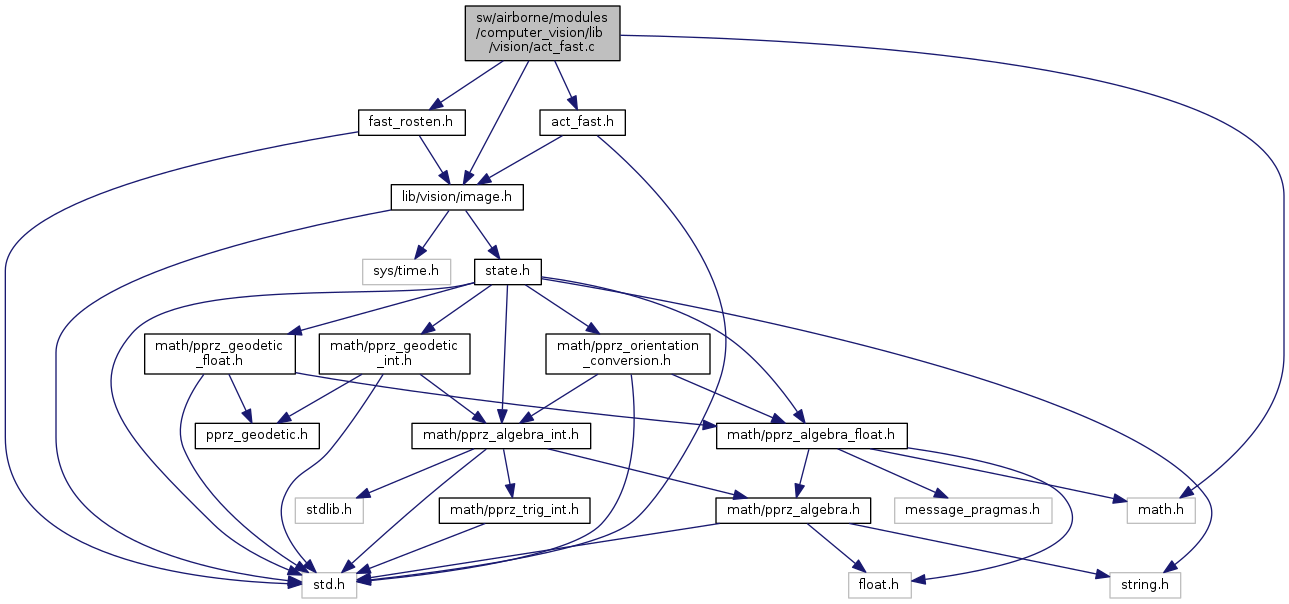 sw/airborne/modules
/computer_vision/lib
/vision/act_fast.c
fast_rosten.h
act_fast.h
lib/vision/image.h
sys/time.h
state.h
math/pprz_geodetic
_float.h
math/pprz_geodetic
_int.h
math/pprz_orientation
_conversion.h
pprz_geodetic.h
math/pprz_algebra_int.h
math/pprz_algebra_float.h
stdlib.h
math/pprz_trig_int.h
math/pprz_algebra.h
message_pragmas.h
math.h
std.h
float.h
string.h